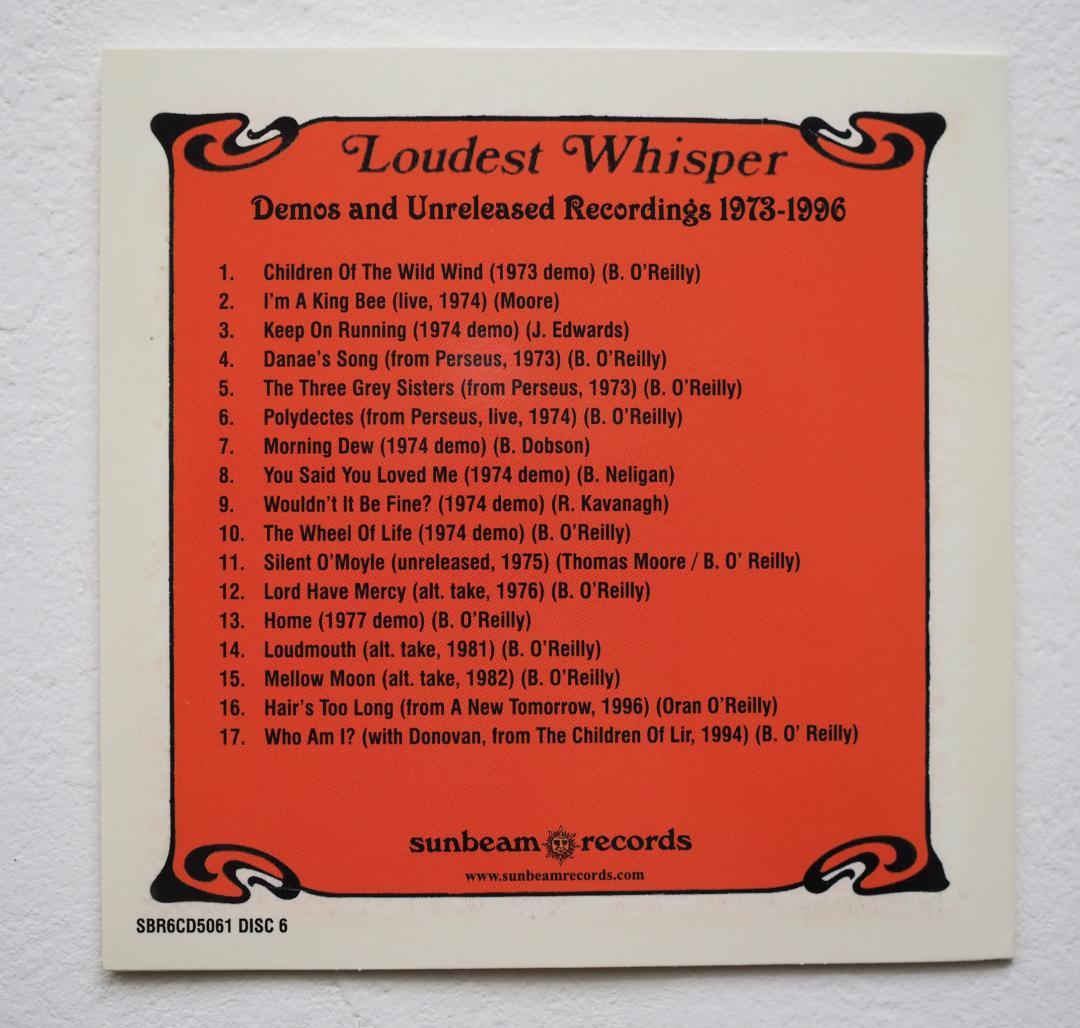 Loudest Whisper
Demos and Unreleased Recordings 1973-1996
1. Children Of The Wild Wind (1973 demo) (B. O'Reilly)
2. I'm A King Bee (live, 1974) (Moore)
3. Keep On Running (1974 demo) (J. Edwards)
4. Danae's Song (from Perseus, 1973) (B. O'Reilly)
5. The Three Grey Sisters (from Perseus, 1973) (B. O'Reilly)
6. Polydectes (from Perseus, live, 1974) (B. O'Reilly)
7. Morning Dew (1974 demo) (B. Dobson)
8. You Said You Loved Me (1974 demo) (B. Neligan)
9. Wouldn't It Be Fine? (1974 demo) (R. Kavanagh)
10. The Wheel Of Life (1974 demo) (B. O'Reilly)
11. Silent O'Moyle (unreleased, 1975) (Thomas Moore / B. O' Reilly)
12. Lord Have Mercy (alt. take, 1976) (B. O'Reilly)
13. Home (1977 demo) (B. O'Reilly)
14. Loudmouth (alt. take, 1981) (B. O'Reilly)
15. Mellow Moon (alt. take, 1982) (B. O'Reilly)
16. Hair's Too Long (from A New Tomorrow, 1996) (Oran O'Reilly)
17. Who Am I? (with Donovan, from The Children Of Lir, 1994) (B. O' Reilly)
sunbeam records
www.sunbeamrecords.com
SBR6CD5061 DISC 6